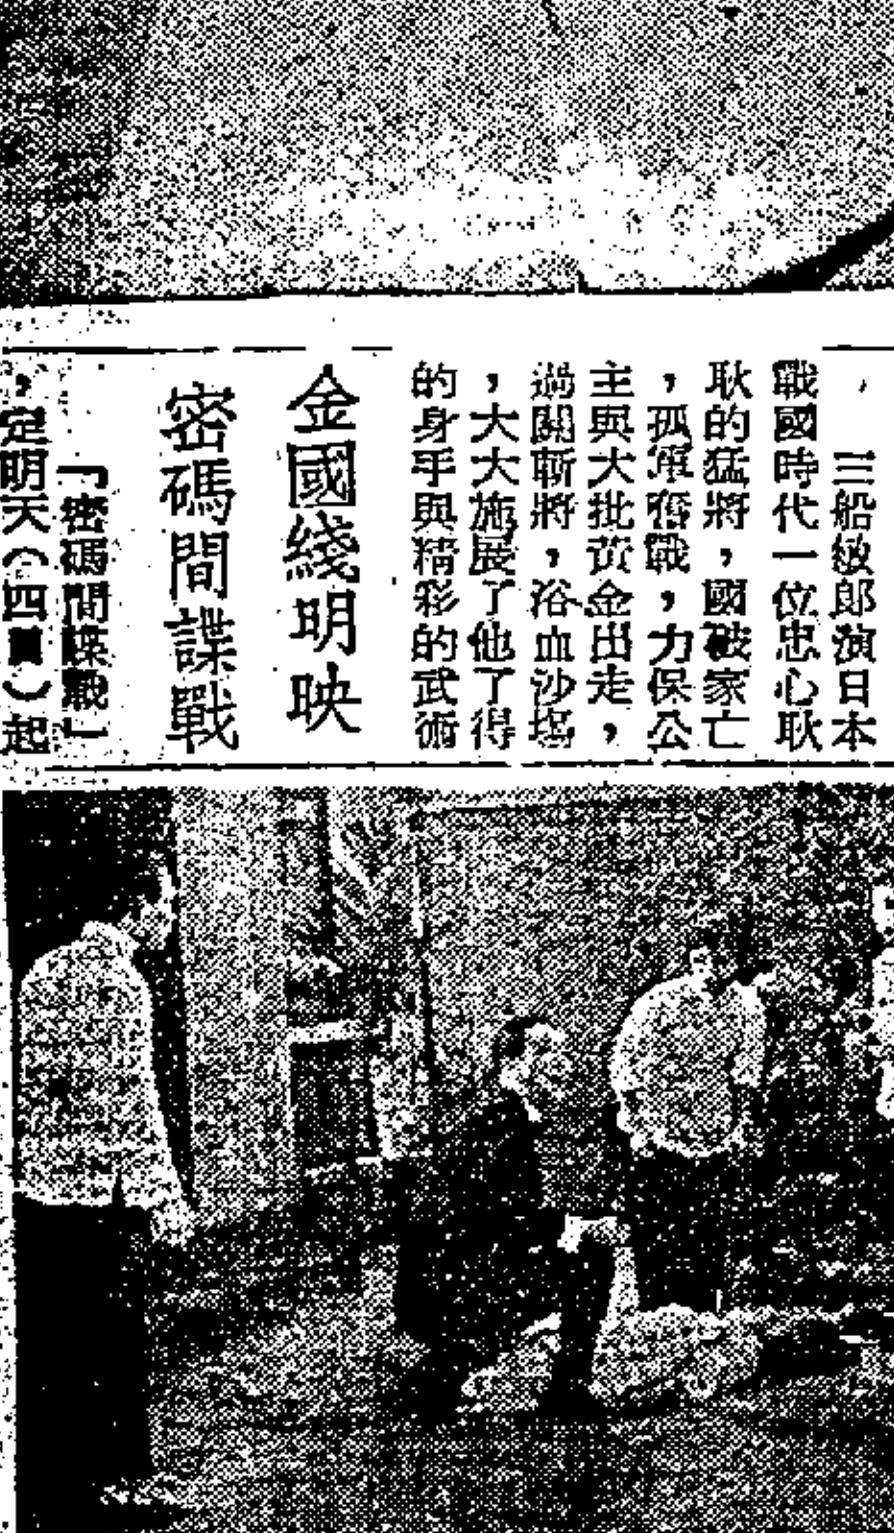 三船敏郎演日本
戰國時代一位忠心耿
耿的猛將，國破家亡
，孤軍奮戰，力保公
主與大批黃金出走，
過關斬將，浴血沙場
，大大施展了他了得
的身手與精彩的武術
金國綫明映
密碼間諜戰
「密碼間諜戰」
，定明天（四日）起